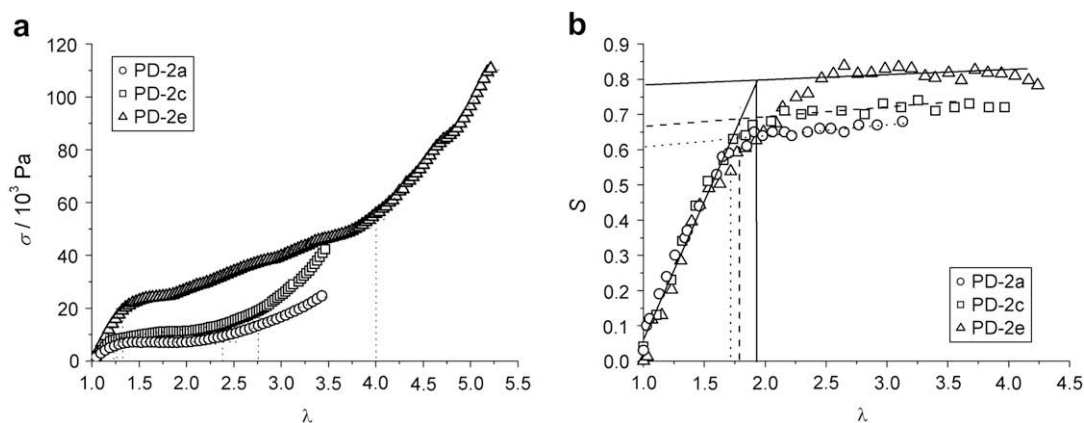 a
PD-2a
PD-2c
PD-2e
σ / 10³ Pa
120
100
80
60
40
20
0
1.0 1.5 2.0 2.5 3.0 3.5 4.0 4.5 5.0 5.5
λ
b
S
0.9
0.8
0.7
0.6
0.5
0.4
0.3
0.2
0.1
0.0
PD-2a
PD-2c
PD-2e
1.0 1.5 2.0 2.5 3.0 3.5 4.0 4.5
λ